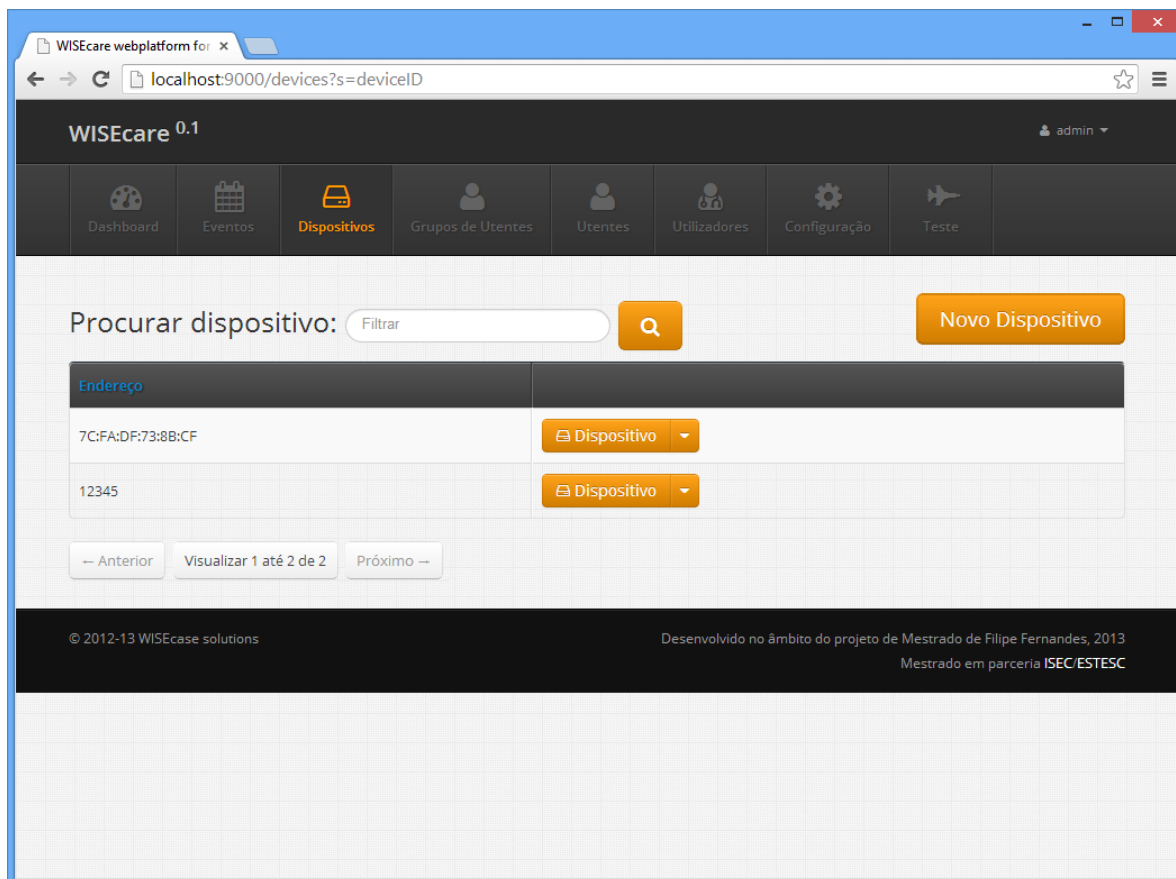 WISEcare webplatform for
localhost:9000/devices?s=deviceID
WISEcare 0.1
admin
Dashboard
Eventos
Dispositivos
Grupos de Utentes
Utentes
Utilizadores
Configuração
Teste
Procurar dispositivo:
Filtrar
Novo Dispositivo
Endereço
7C:FA:DF:73:8B:CF
Dispositivo
12345
Dispositivo
← Anterior
Visualizar 1 até 2 de 2
Próximo →
© 2012-13 WISEcase solutions
Desenvolvido no âmbito do projeto de Mestrado de Filipe Fernandes, 2013
Mestrado em parceria ISEC/ESTESC